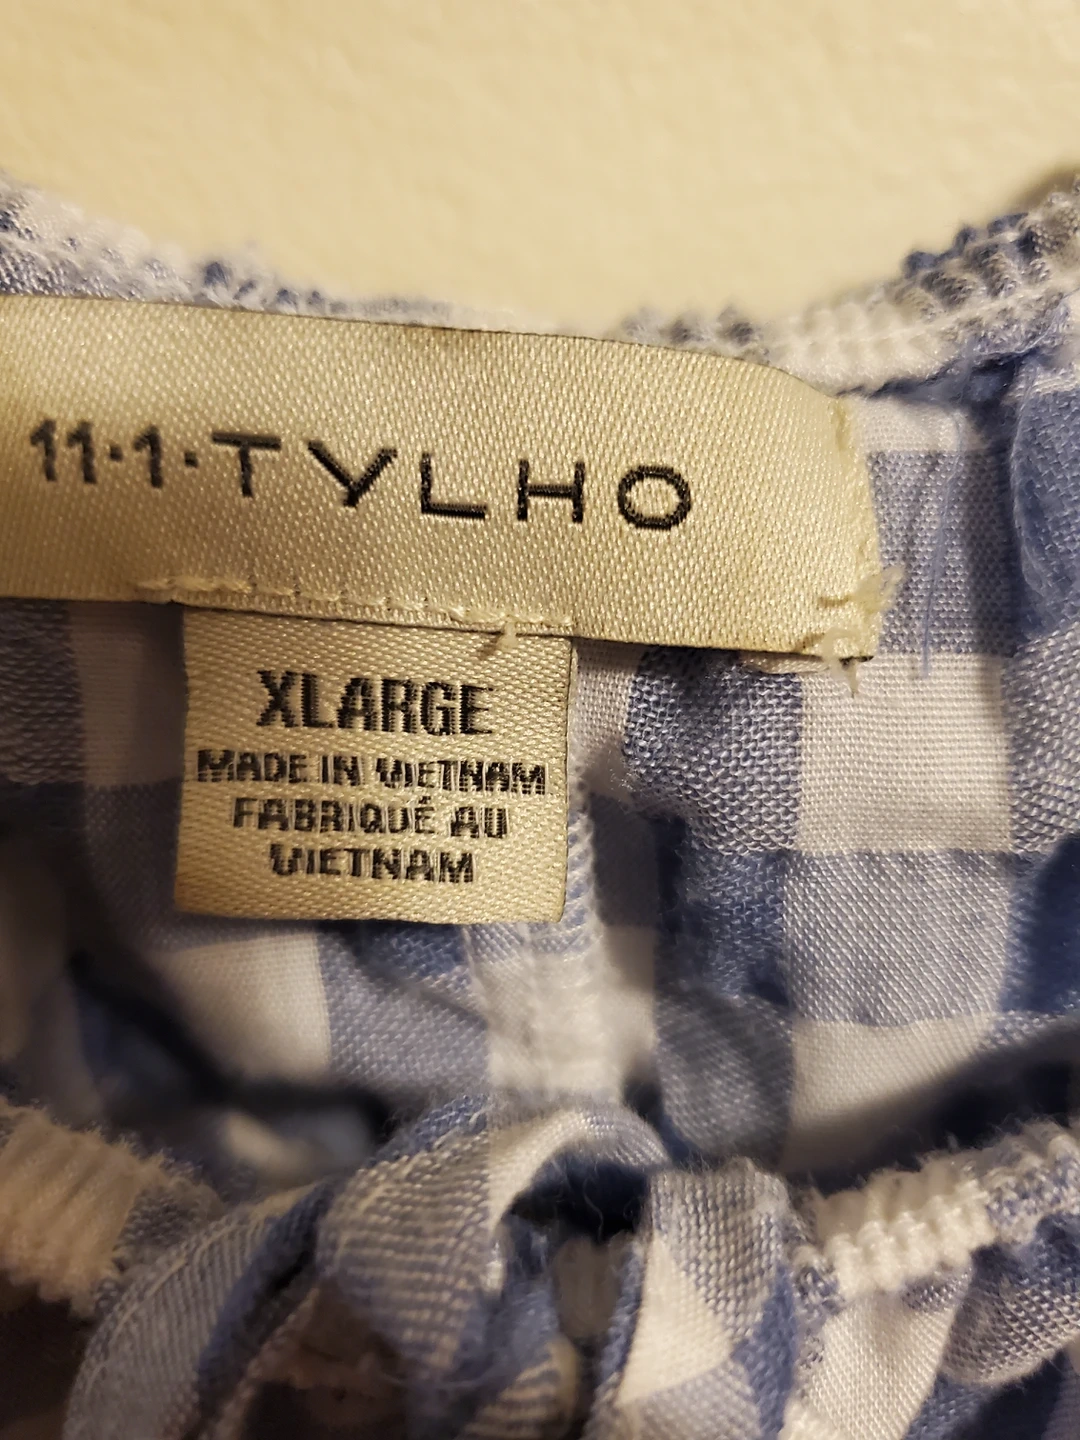 11·1·TYLHO
XLARGE
MADE IN VIETNAM
FABRIQUÉ AU
VIETNAM